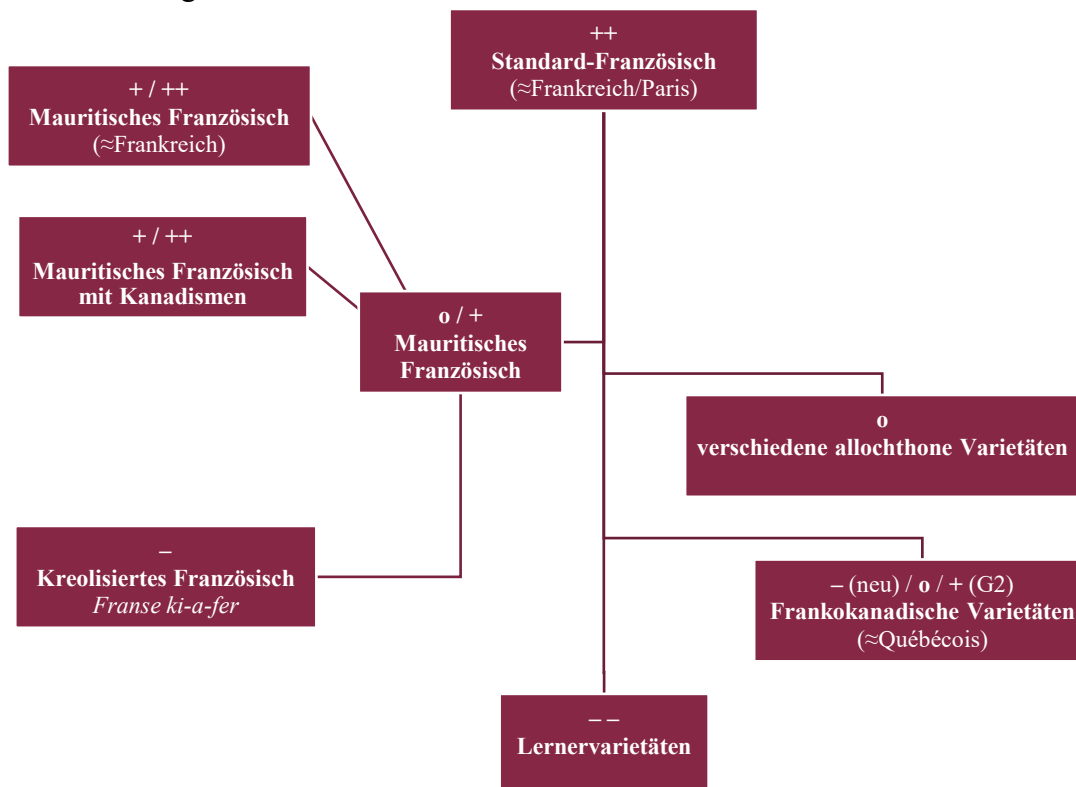 ++
Standard-Französisch
(≈Frankreich/Paris)
+ / ++
Mauritisches Französisch
(≈Frankreich)
+ / ++
Mauritisches Französisch
mit Kanadismen
o / +
Mauritisches
Französisch
o
verschiedene allochthone Varietäten
–
Kreolisiertes Französisch
Franse ki-a-fer
– (neu) / o / + (G2)
Frankokanadische Varietäten
(≈Québécois)
– –
Lernervarietäten